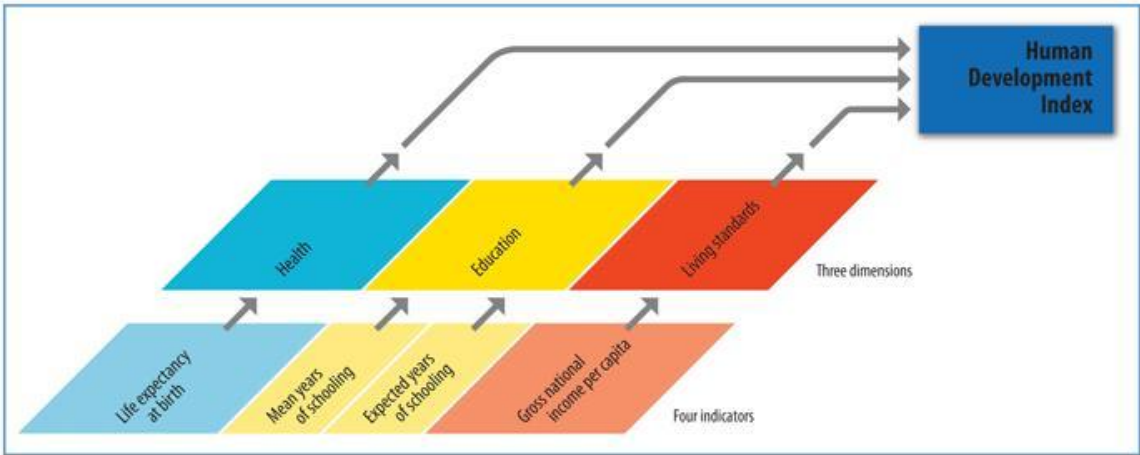 Human
Development
Index
Health
Education
Living standards
Three dimensions
Life expectancy
at birth
Mean years
of schooling
Expected years
of schooling
Gross national
income per capita
Four indicators